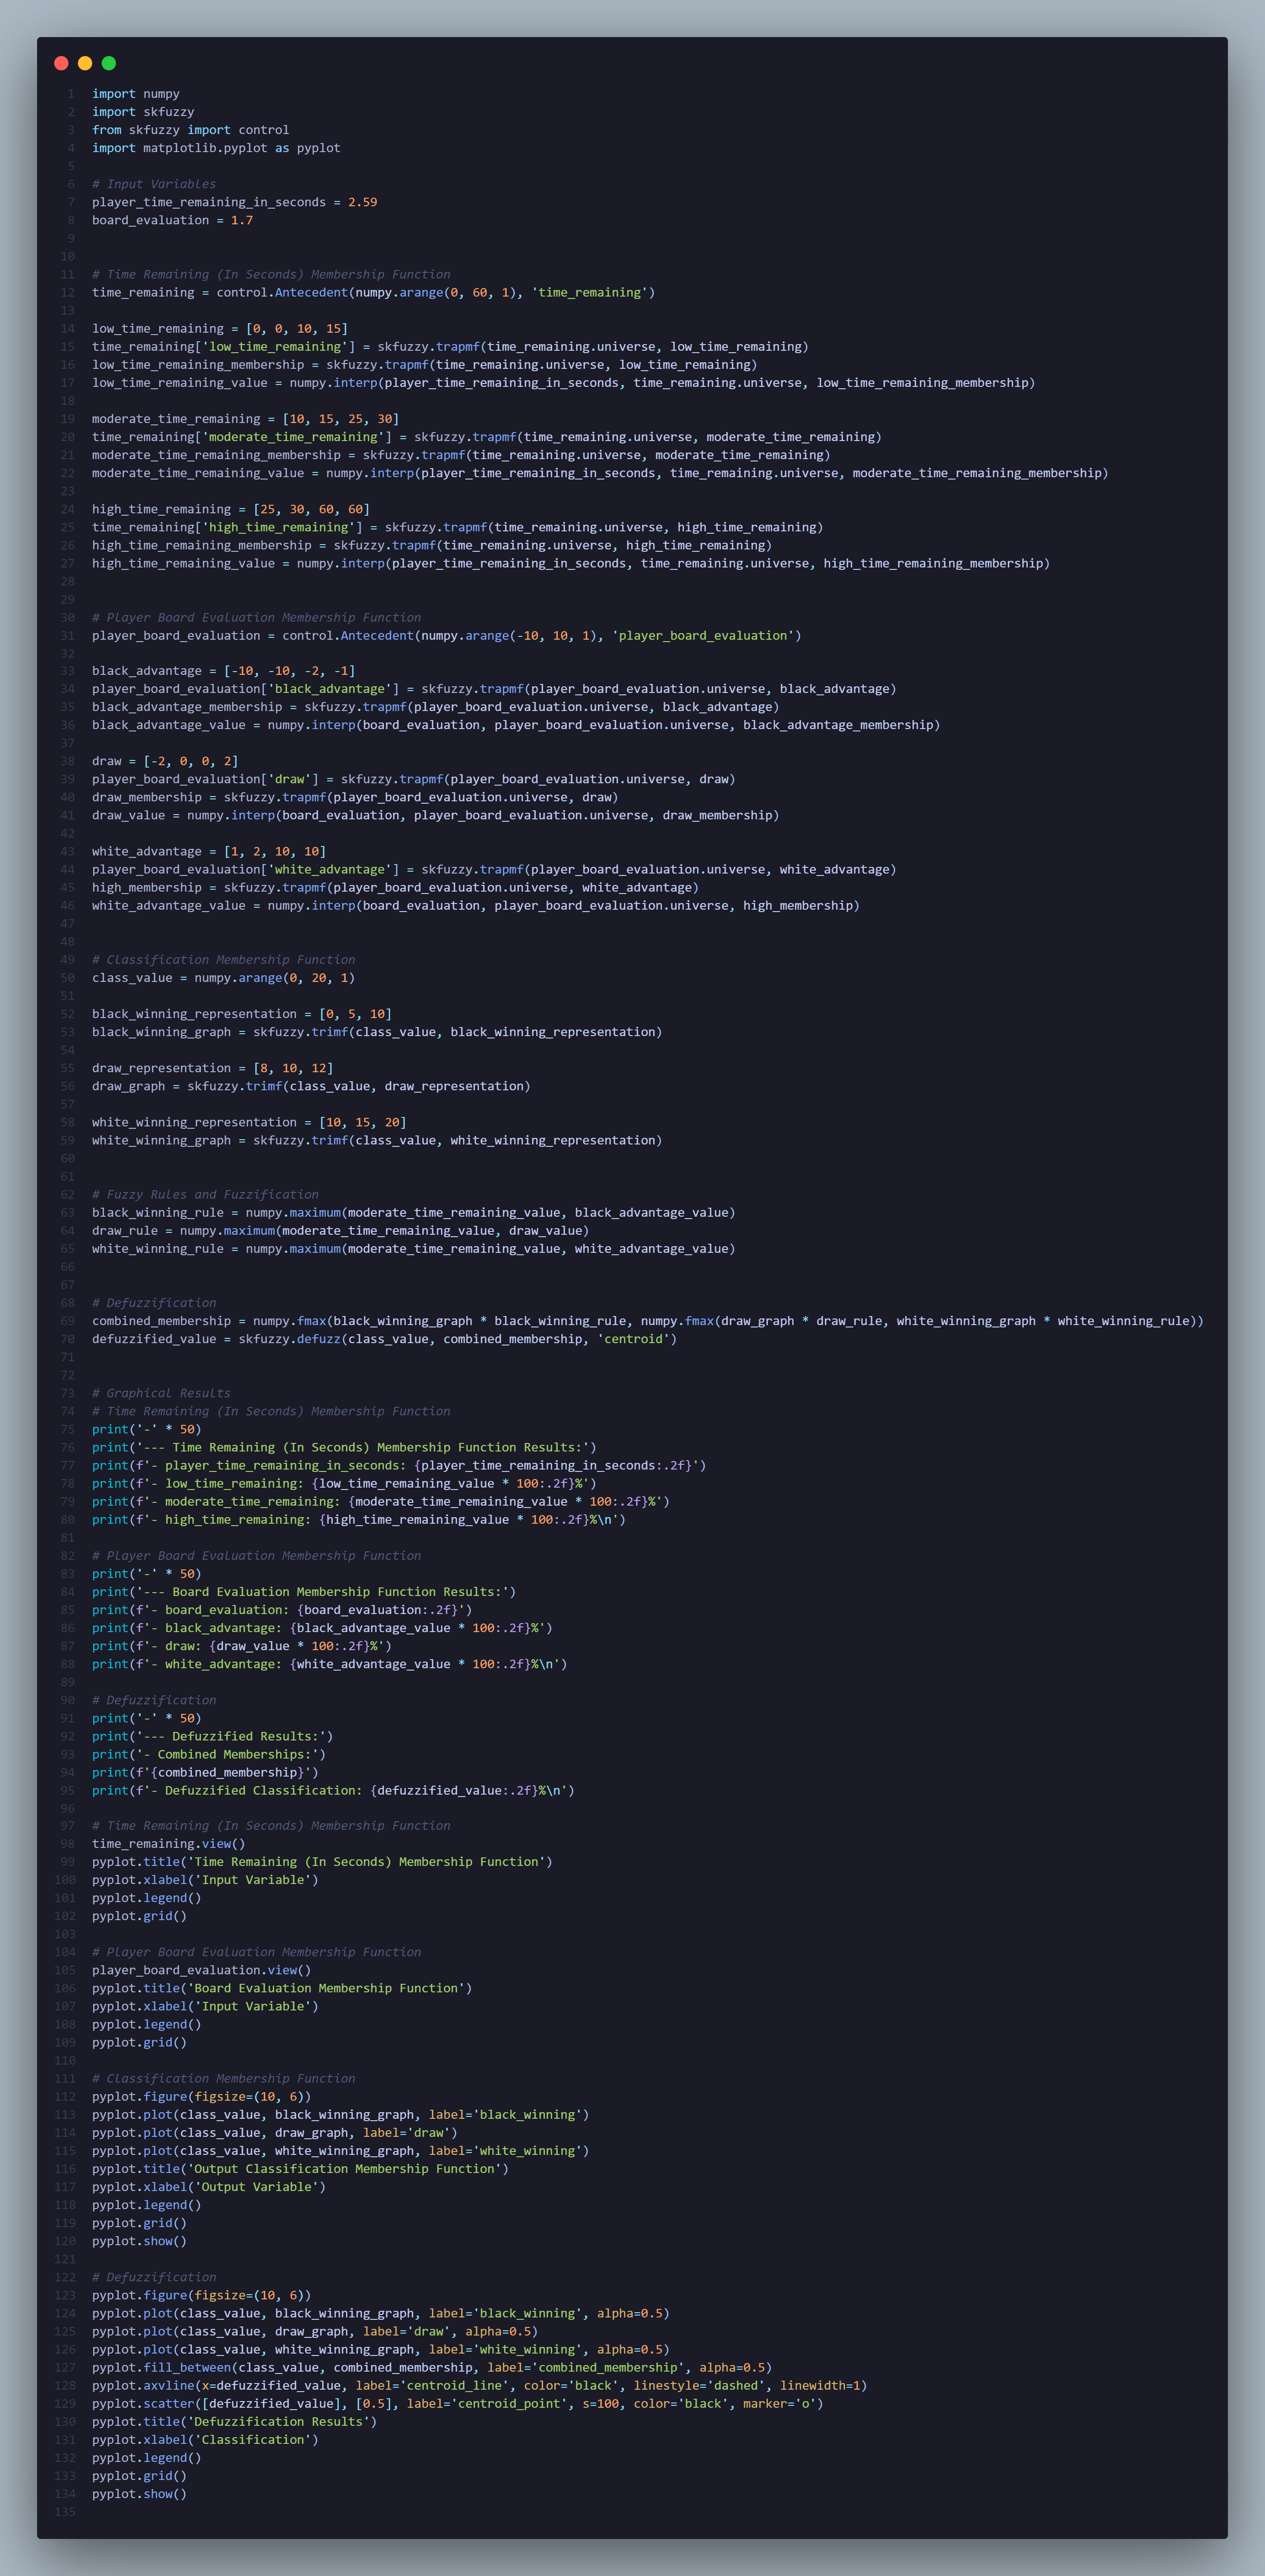 1 import numpy
2 import skfuzzy
3 from skfuzzy import control
4 import matplotlib.pyplot as pyplot
5
6 # Input Variables
7 player_time_remaining_in_seconds = 2.59
8 board_evaluation = 1.7
9
10
11 # Time Remaining (In Seconds) Membership Function
12 time_remaining = control.Antecedent(numpy.arange(0, 60, 1), 'time_remaining')
13
14 low_time_remaining = [0, 0, 10, 15]
15 time_remaining['low_time_remaining'] = skfuzzy.trapmf(time_remaining.universe, low_time_remaining)
16 low_time_remaining_membership = skfuzzy.trapmf(time_remaining.universe, low_time_remaining)
17 low_time_remaining_value = numpy.interp(player_time_remaining_in_seconds, time_remaining.universe, low_time_remaining_membership)
18
19 moderate_time_remaining = [10, 15, 25, 30]
20 time_remaining['moderate_time_remaining'] = skfuzzy.trapmf(time_remaining.universe, moderate_time_remaining)
21 moderate_time_remaining_membership = skfuzzy.trapmf(time_remaining.universe, moderate_time_remaining)
22 moderate_time_remaining_value = numpy.interp(player_time_remaining_in_seconds, time_remaining.universe, moderate_time_remaining_membership)
23
24 high_time_remaining = [25, 30, 60, 60]
25 time_remaining['high_time_remaining'] = skfuzzy.trapmf(time_remaining.universe, high_time_remaining)
26 high_time_remaining_membership = skfuzzy.trapmf(time_remaining.universe, high_time_remaining)
27 high_time_remaining_value = numpy.interp(player_time_remaining_in_seconds, time_remaining.universe, high_time_remaining_membership)
28
29
30 # Player Board Evaluation Membership Function
31 player_board_evaluation = control.Antecedent(numpy.arange(-10, 10, 1), 'player_board_evaluation')
32
33 black_advantage = [-10, -10, -2, -1]
34 player_board_evaluation['black_advantage'] = skfuzzy.trapmf(player_board_evaluation.universe, black_advantage)
35 black_advantage_membership = skfuzzy.trapmf(player_board_evaluation.universe, black_advantage)
36 black_advantage_value = numpy.interp(board_evaluation, player_board_evaluation.universe, black_advantage_membership)
37
38 draw = [-2, 0, 0, 2]
39 player_board_evaluation['draw'] = skfuzzy.trapmf(player_board_evaluation.universe, draw)
40 draw_membership = skfuzzy.trapmf(player_board_evaluation.universe, draw)
41 draw_value = numpy.interp(board_evaluation, player_board_evaluation.universe, draw_membership)
42
43 white_advantage = [1, 2, 10, 10]
44 player_board_evaluation['white_advantage'] = skfuzzy.trapmf(player_board_evaluation.universe, white_advantage)
45 high_membership = skfuzzy.trapmf(player_board_evaluation.universe, white_advantage)
46 white_advantage_value = numpy.interp(board_evaluation, player_board_evaluation.universe, high_membership)
47
48
49 # Classification Membership Function
50 class_value = numpy.arange(0, 20, 1)
51
52 black_winning_representation = [0, 5, 10]
53 black_winning_graph = skfuzzy.trimf(class_value, black_winning_representation)
54
55 draw_representation = [8, 10, 12]
56 draw_graph = skfuzzy.trimf(class_value, draw_representation)
57
58 white_winning_representation = [10, 15, 20]
59 white_winning_graph = skfuzzy.trimf(class_value, white_winning_representation)
60
61
62 # Fuzzy Rules and Fuzzification
63 black_winning_rule = numpy.maximum(moderate_time_remaining_value, black_advantage_value)
64 draw_rule = numpy.maximum(moderate_time_remaining_value, draw_value)
65 white_winning_rule = numpy.maximum(moderate_time_remaining_value, white_advantage_value)
66
67
68 # Defuzzification
69 combined_membership = numpy.fmax(black_winning_graph * black_winning_rule, numpy.fmax(draw_graph * draw_rule, white_winning_graph * white_winning_rule))
70 defuzzified_value = skfuzzy.defuzz(class_value, combined_membership, 'centroid')
71
72
73 # Graphical Results
74 # Time Remaining (In Seconds) Membership Function
75 print('-' * 50)
76 print('--- Time Remaining (In Seconds) Membership Function Results:')
77 print(f'- player_time_remaining_in_seconds: {player_time_remaining_in_seconds:.2f}')
78 print(f'- low_time_remaining: {low_time_remaining_value * 100:.2f}%')
79 print(f'- moderate_time_remaining: {moderate_time_remaining_value * 100:.2f}%')
80 print(f'- high_time_remaining: {high_time_remaining_value * 100:.2f}%\n')
81
82 # Player Board Evaluation Membership Function
83 print('-' * 50)
84 print('--- Board Evaluation Membership Function Results:')
85 print(f'- board_evaluation: {board_evaluation:.2f}')
86 print(f'- black_advantage: {black_advantage_value * 100:.2f}%')
87 print(f'- draw: {draw_value * 100:.2f}%')
88 print(f'- white_advantage: {white_advantage_value * 100:.2f}%\n')
89
90 # Defuzzification
91 print('-' * 50)
92 print('--- Defuzzified Results:')
93 print('- Combined Memberships:')
94 print(f'{combined_membership}')
95 print(f'- Defuzzified Classification: {defuzzified_value:.2f}%\n')
96
97 # Time Remaining (In Seconds) Membership Function
98 time_remaining.view()
99 pyplot.title('Time Remaining (In Seconds) Membership Function')
100 pyplot.xlabel('Input Variable')
101 pyplot.legend()
102 pyplot.grid()
103
104 # Player Board Evaluation Membership Function
105 player_board_evaluation.view()
106 pyplot.title('Board Evaluation Membership Function')
107 pyplot.xlabel('Input Variable')
108 pyplot.legend()
109 pyplot.grid()
110
111 # Classification Membership Function
112 pyplot.figure(figsize=(10, 6))
113 pyplot.plot(class_value, black_winning_graph, label='black_winning')
114 pyplot.plot(class_value, draw_graph, label='draw')
115 pyplot.plot(class_value, white_winning_graph, label='white_winning')
116 pyplot.title('Output Classification Membership Function')
117 pyplot.xlabel('Output Variable')
118 pyplot.legend()
119 pyplot.grid()
120 pyplot.show()
121
122 # Defuzzification
123 pyplot.figure(figsize=(10, 6))
124 pyplot.plot(class_value, black_winning_graph, label='black_winning', alpha=0.5)
125 pyplot.plot(class_value, draw_graph, label='draw', alpha=0.5)
126 pyplot.plot(class_value, white_winning_graph, label='white_winning', alpha=0.5)
127 pyplot.fill_between(class_value, combined_membership, label='combined_membership', alpha=0.5)
128 pyplot.axvline(x=defuzzified_value, label='centroid_line', color='black', linestyle='dashed', linewidth=1)
129 pyplot.scatter([defuzzified_value], [0.5], label='centroid_point', s=100, color='black', marker='o')
130 pyplot.title('Defuzzification Results')
131 pyplot.xlabel('Classification')
132 pyplot.legend()
133 pyplot.grid()
134 pyplot.show()
135